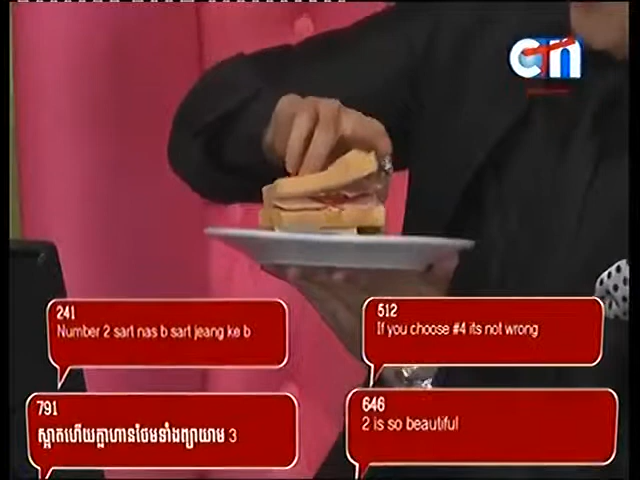 ctn
241
Number 2 sart nas b sart jeang ke b
512
If you choose #4 its not wrong
791
ស្អាតហើយក្លាហានថែមទាំងព្យាយាម 3
646
2 is so beautiful